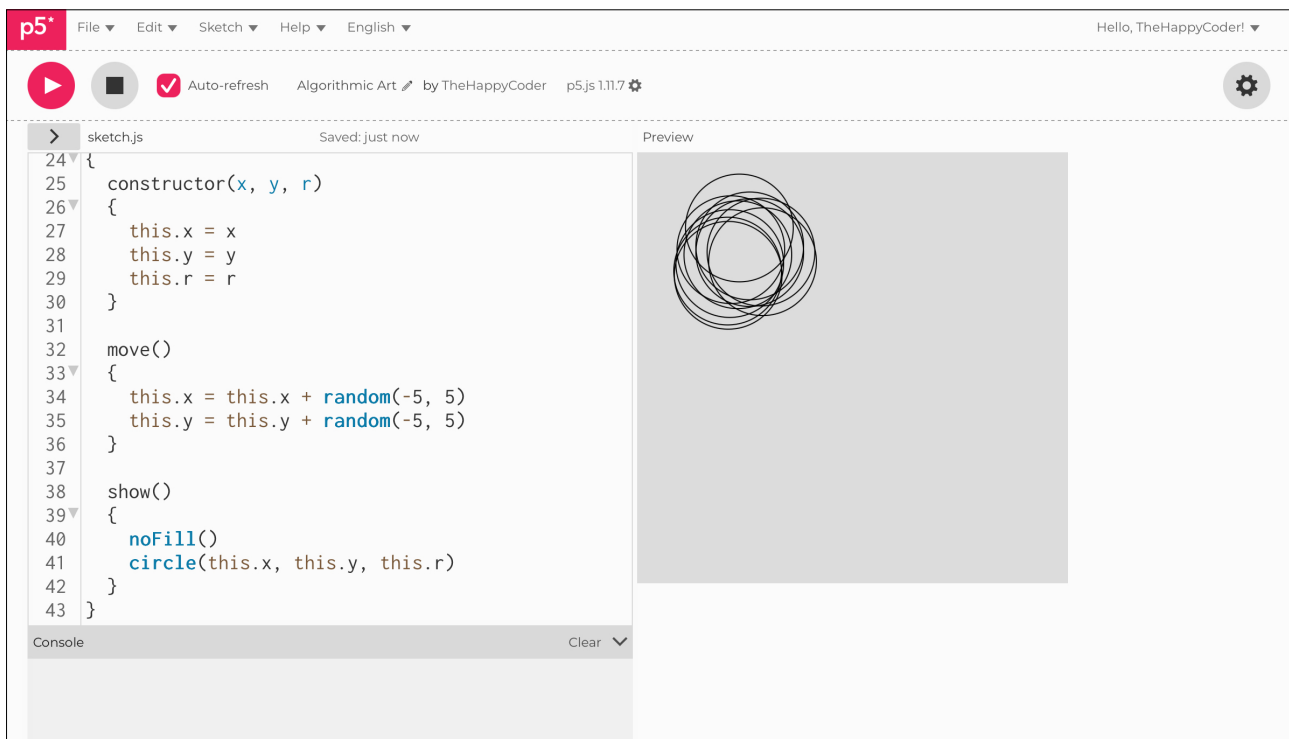 p5* File Edit Sketch Help English Hello, TheHappyCoder!
Auto-refresh Algorithmic Art by TheHappyCoder p5.js 1.11.7
sketch.js Saved: just now Preview
24 {
25 constructor(x, y, r)
26 {
27 this.x = x
28 this.y = y
29 this.r = r
30 }
31
32 move()
33 {
34 this.x = this.x + random(-5, 5)
35 this.y = this.y + random(-5, 5)
36 }
37
38 show()
39 {
40 noFill()
41 circle(this.x, this.y, this.r)
42 }
43 }
Console Clear